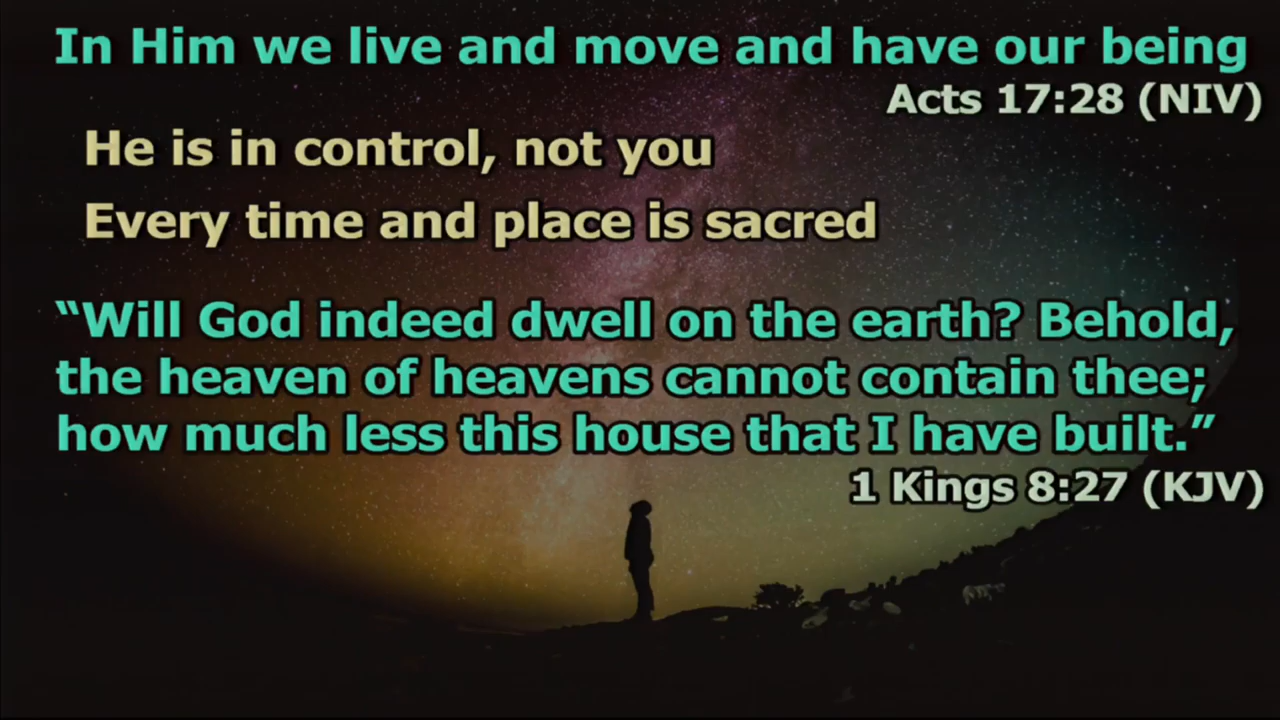 In Him we live and move and have our being
Acts 17:28 (NIV)
He is in control, not you
Every time and place is sacred
“Will God indeed dwell on the earth? Behold,
the heaven of heavens cannot contain thee;
how much less this house that I have built.”
1 Kings 8:27 (KJV)